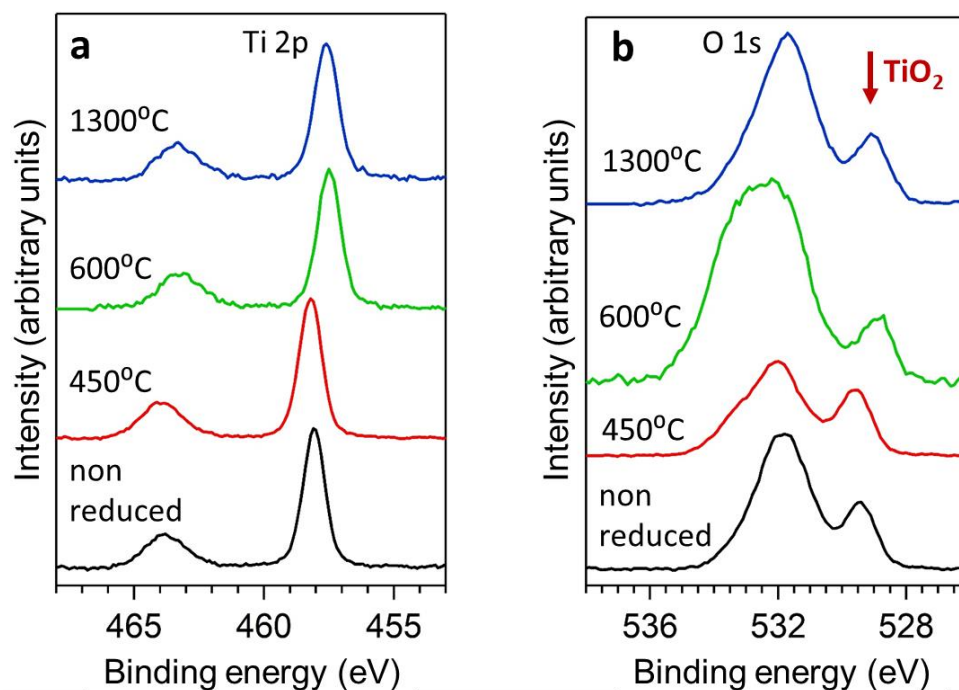 a
Ti 2p
1300°C
600°C
450°C
non
reduced
465
460
455
Binding energy (eV)
Intensity (arbitrary units)
b
O 1s
TiO₂
1300°C
600°C
450°C
non
reduced
536
532
528
Binding energy (eV)
Intensity (arbitrary units)